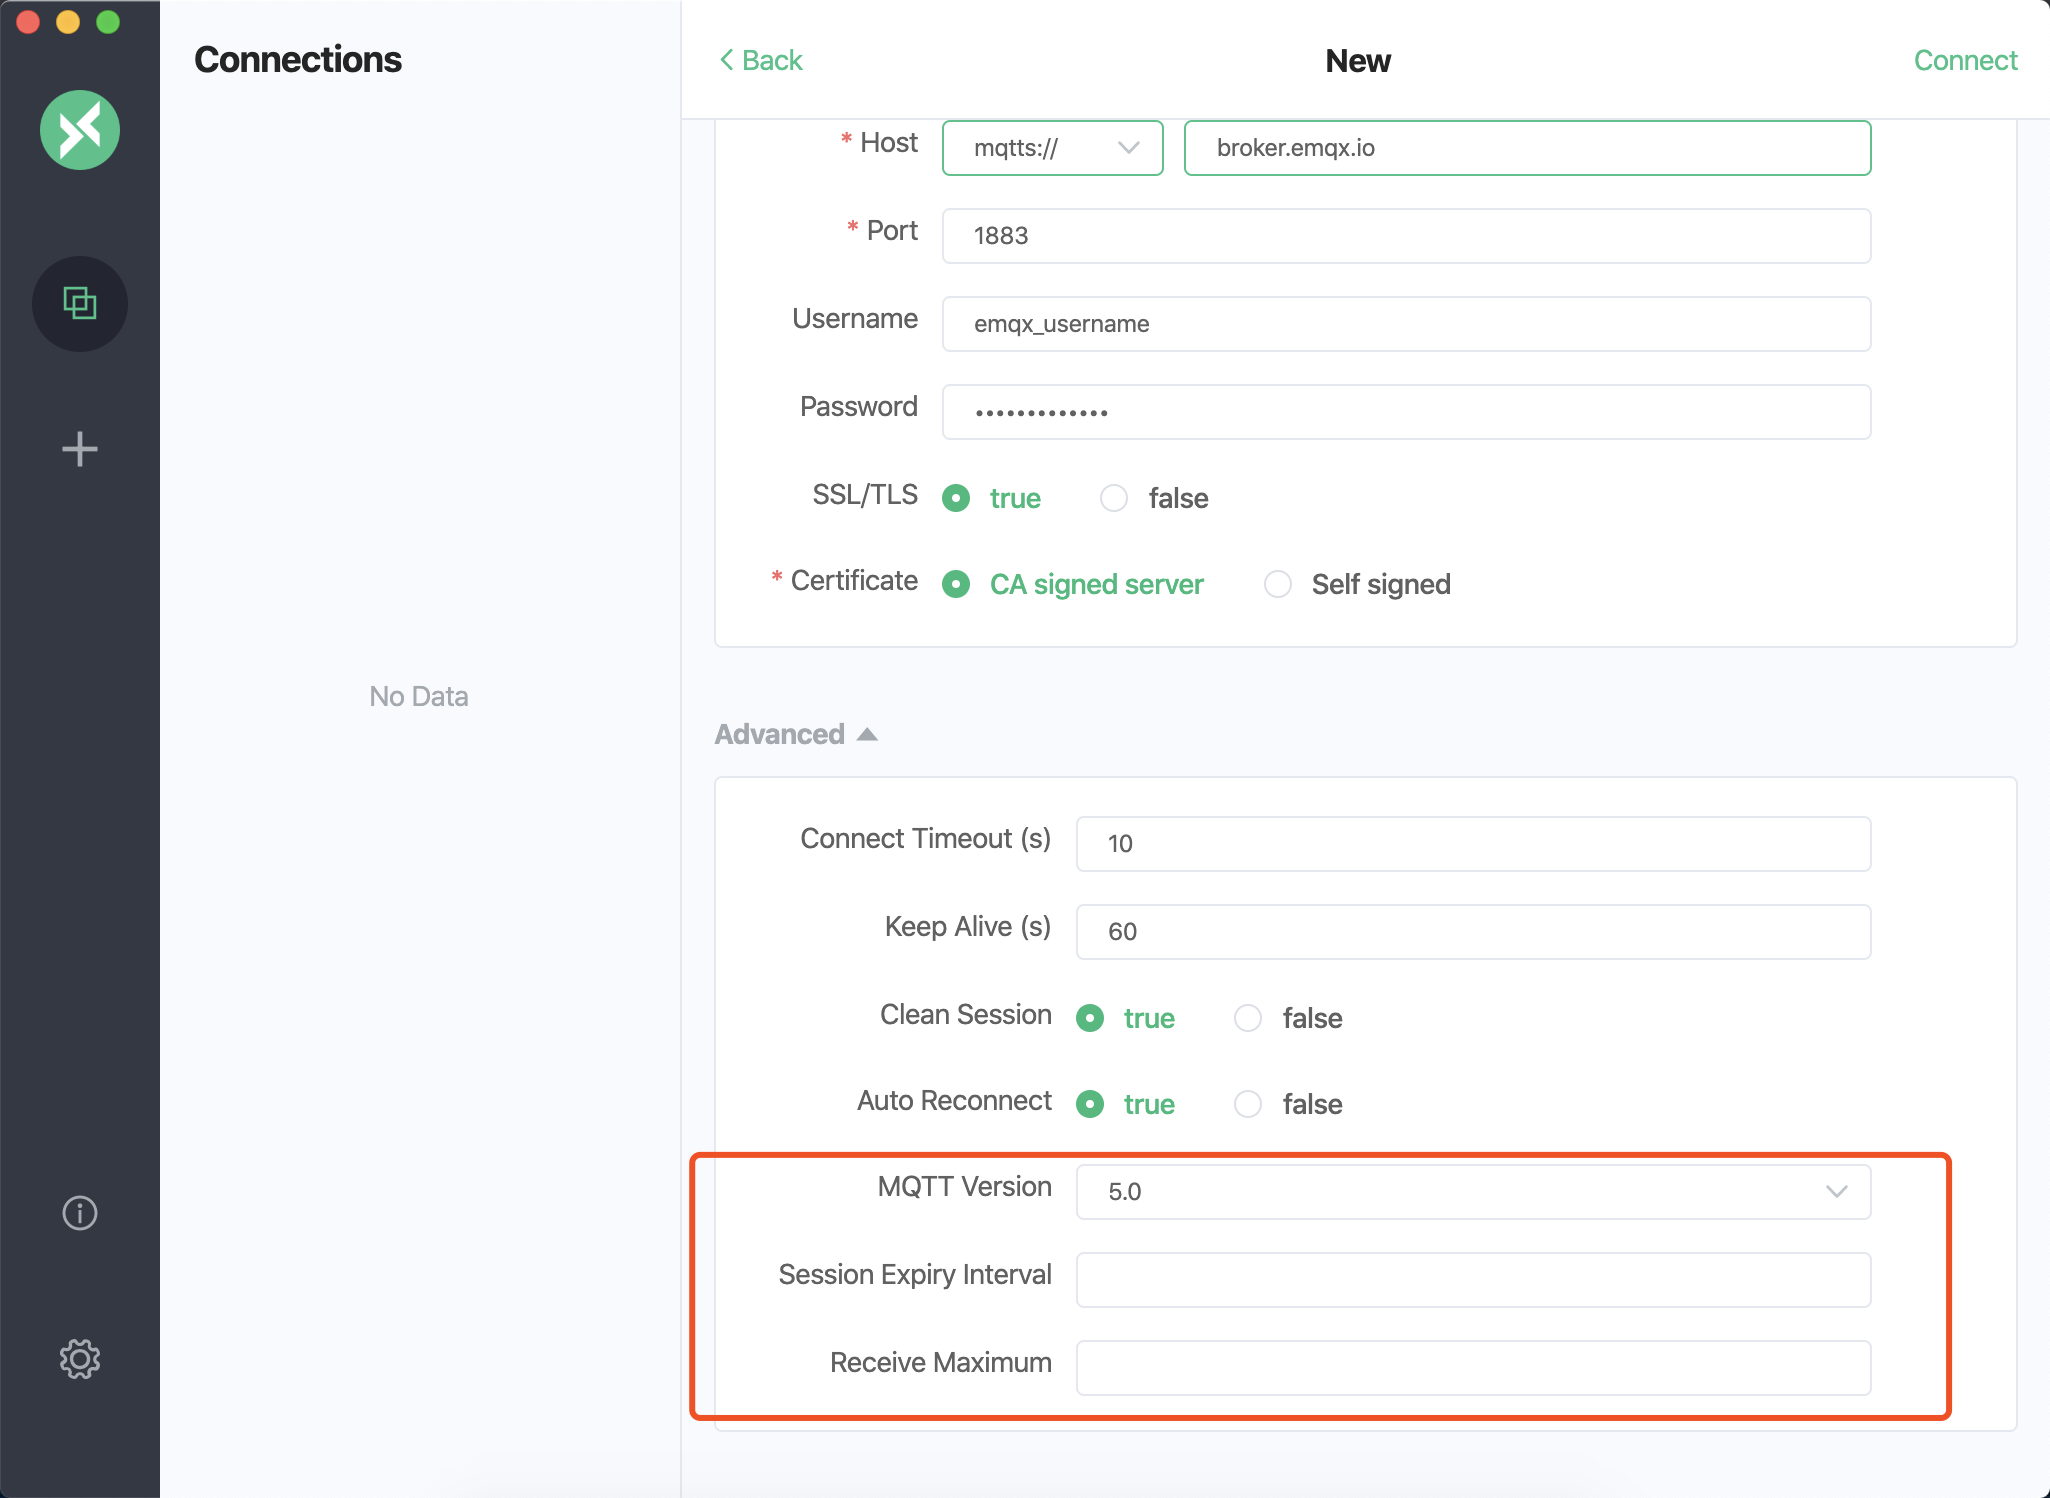 Connections
No Data
Back
New
Connect
* Host mqtts:// broker.emqx.io
* Port 1883
Username emqx_username
Password •••••••••••••
SSL/TLS true false
* Certificate CA signed server Self signed
Advanced
Connect Timeout (s) 10
Keep Alive (s) 60
Clean Session true false
Auto Reconnect true false
MQTT Version 5.0
Session Expiry Interval
Receive Maximum